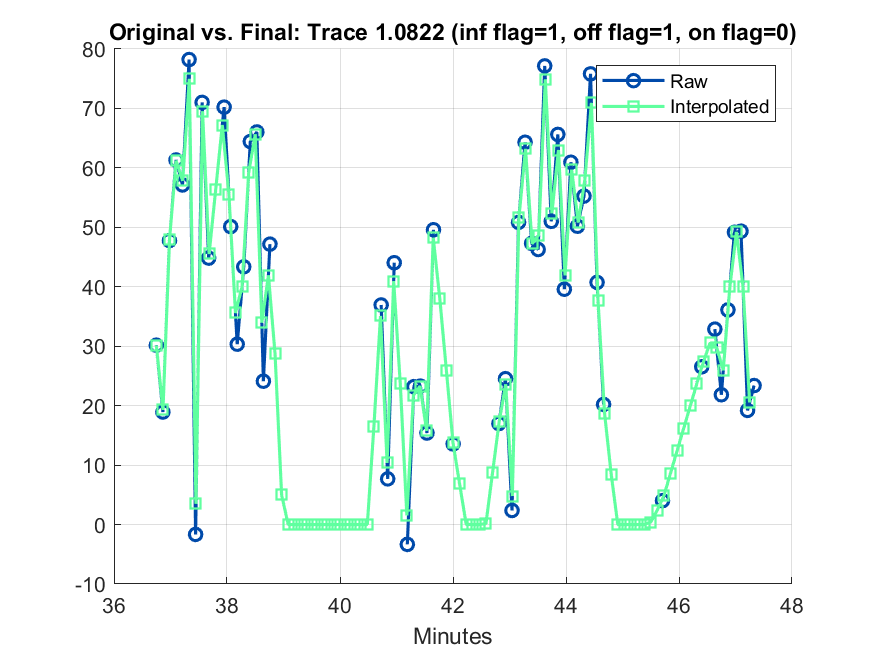 Original vs. Final: Trace 1.0822 (inf flag=1, off flag=1, on flag=0)
80
70
60
50
40
30
20
10
0
-10
Raw
Interpolated
36 38 40 42 44 46 48
Minutes